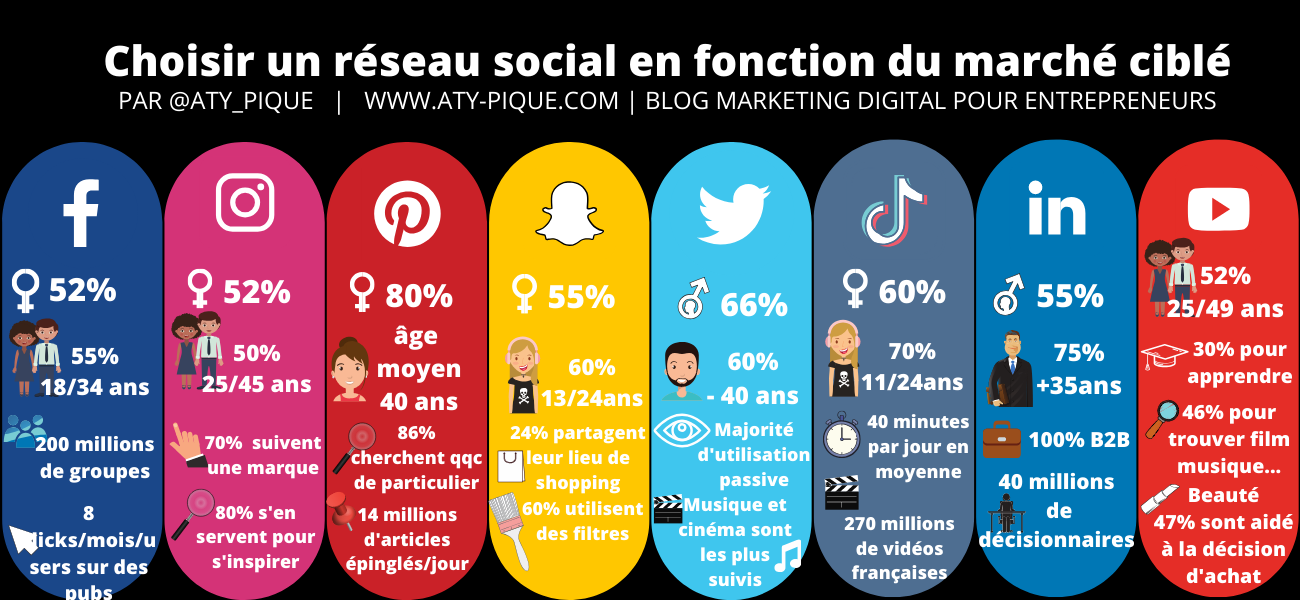 Choisir un réseau social en fonction du marché ciblé
PAR @ATY_PIQUE | WWW.ATY-PIQUE.COM | BLOG MARKETING DIGITAL POUR ENTREPRENEURS
52%
55%
18/34 ans
200 millions
de groupes
8
licks/mois/u
sers sur des
pubs
52%
50%
25/45 ans
70% suivent
une marque
80% s'en
servent pour
s'inspirer
80%
âge
moyen
40 ans
86%
cherchent qqc
de particulier
14 millions
d'articles
épinglés/jour
55%
60%
13/24ans
24% partagent
leur lieu de
shopping
60% utilisent
des filtres
66%
60%
- 40 ans
Majorité
d'utilisation
passive
Musique et
cinéma sont
les plus
suivis
60%
70%
11/24ans
40 minutes
par jour en
moyenne
270 millions
de vidéos
françaises
in
55%
75%
+35ans
100% B2B
40 millions
de
décisionnaires
52%
25/49 ans
30% pour
apprendre
46% pour
trouver film
musique...
Beauté
47% sont aidé
à la décision
d'achat